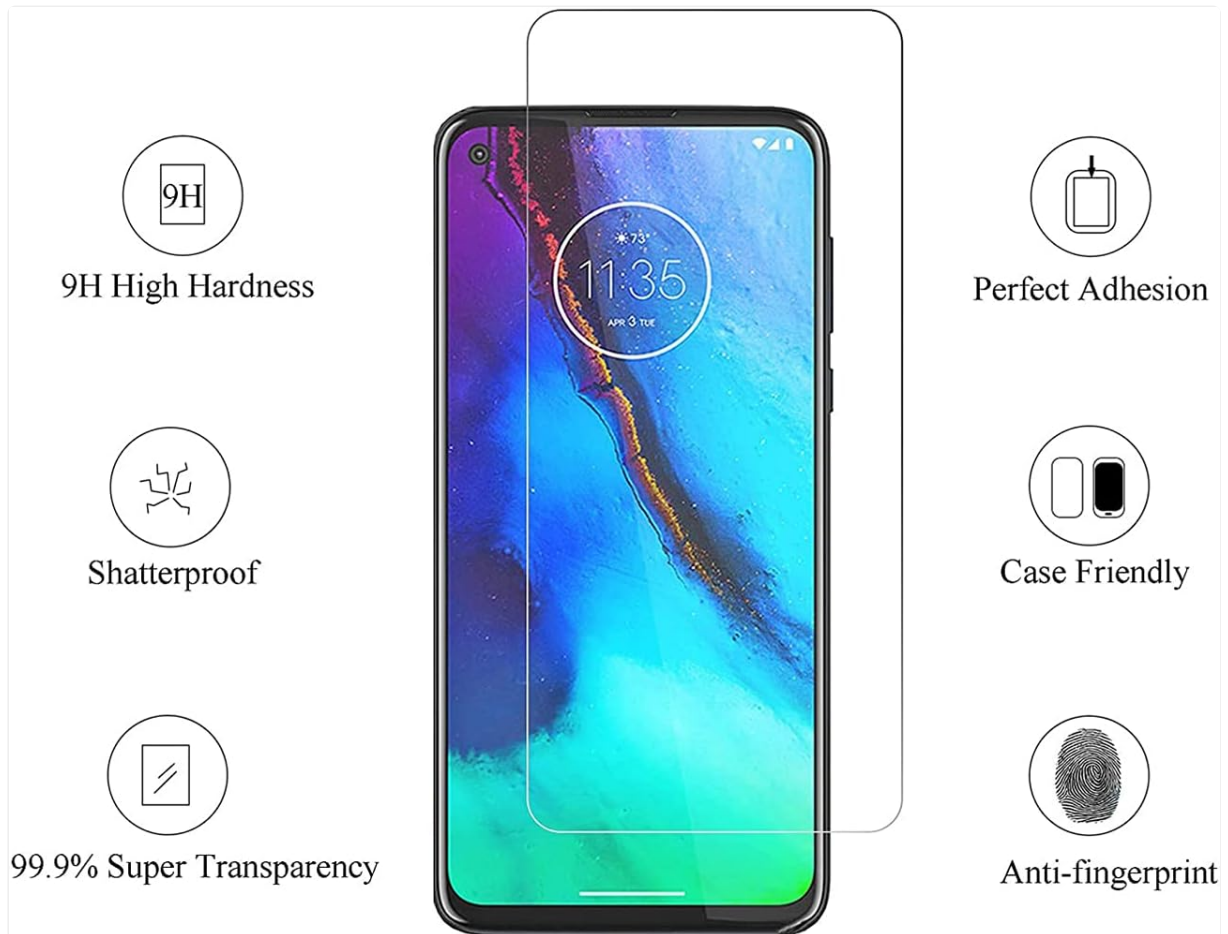 9H
9H High Hardness
Shatterproof
99.9% Super Transparency
73°
11:35
APR 3 TUE
Perfect Adhesion
Case Friendly
Anti-fingerprint